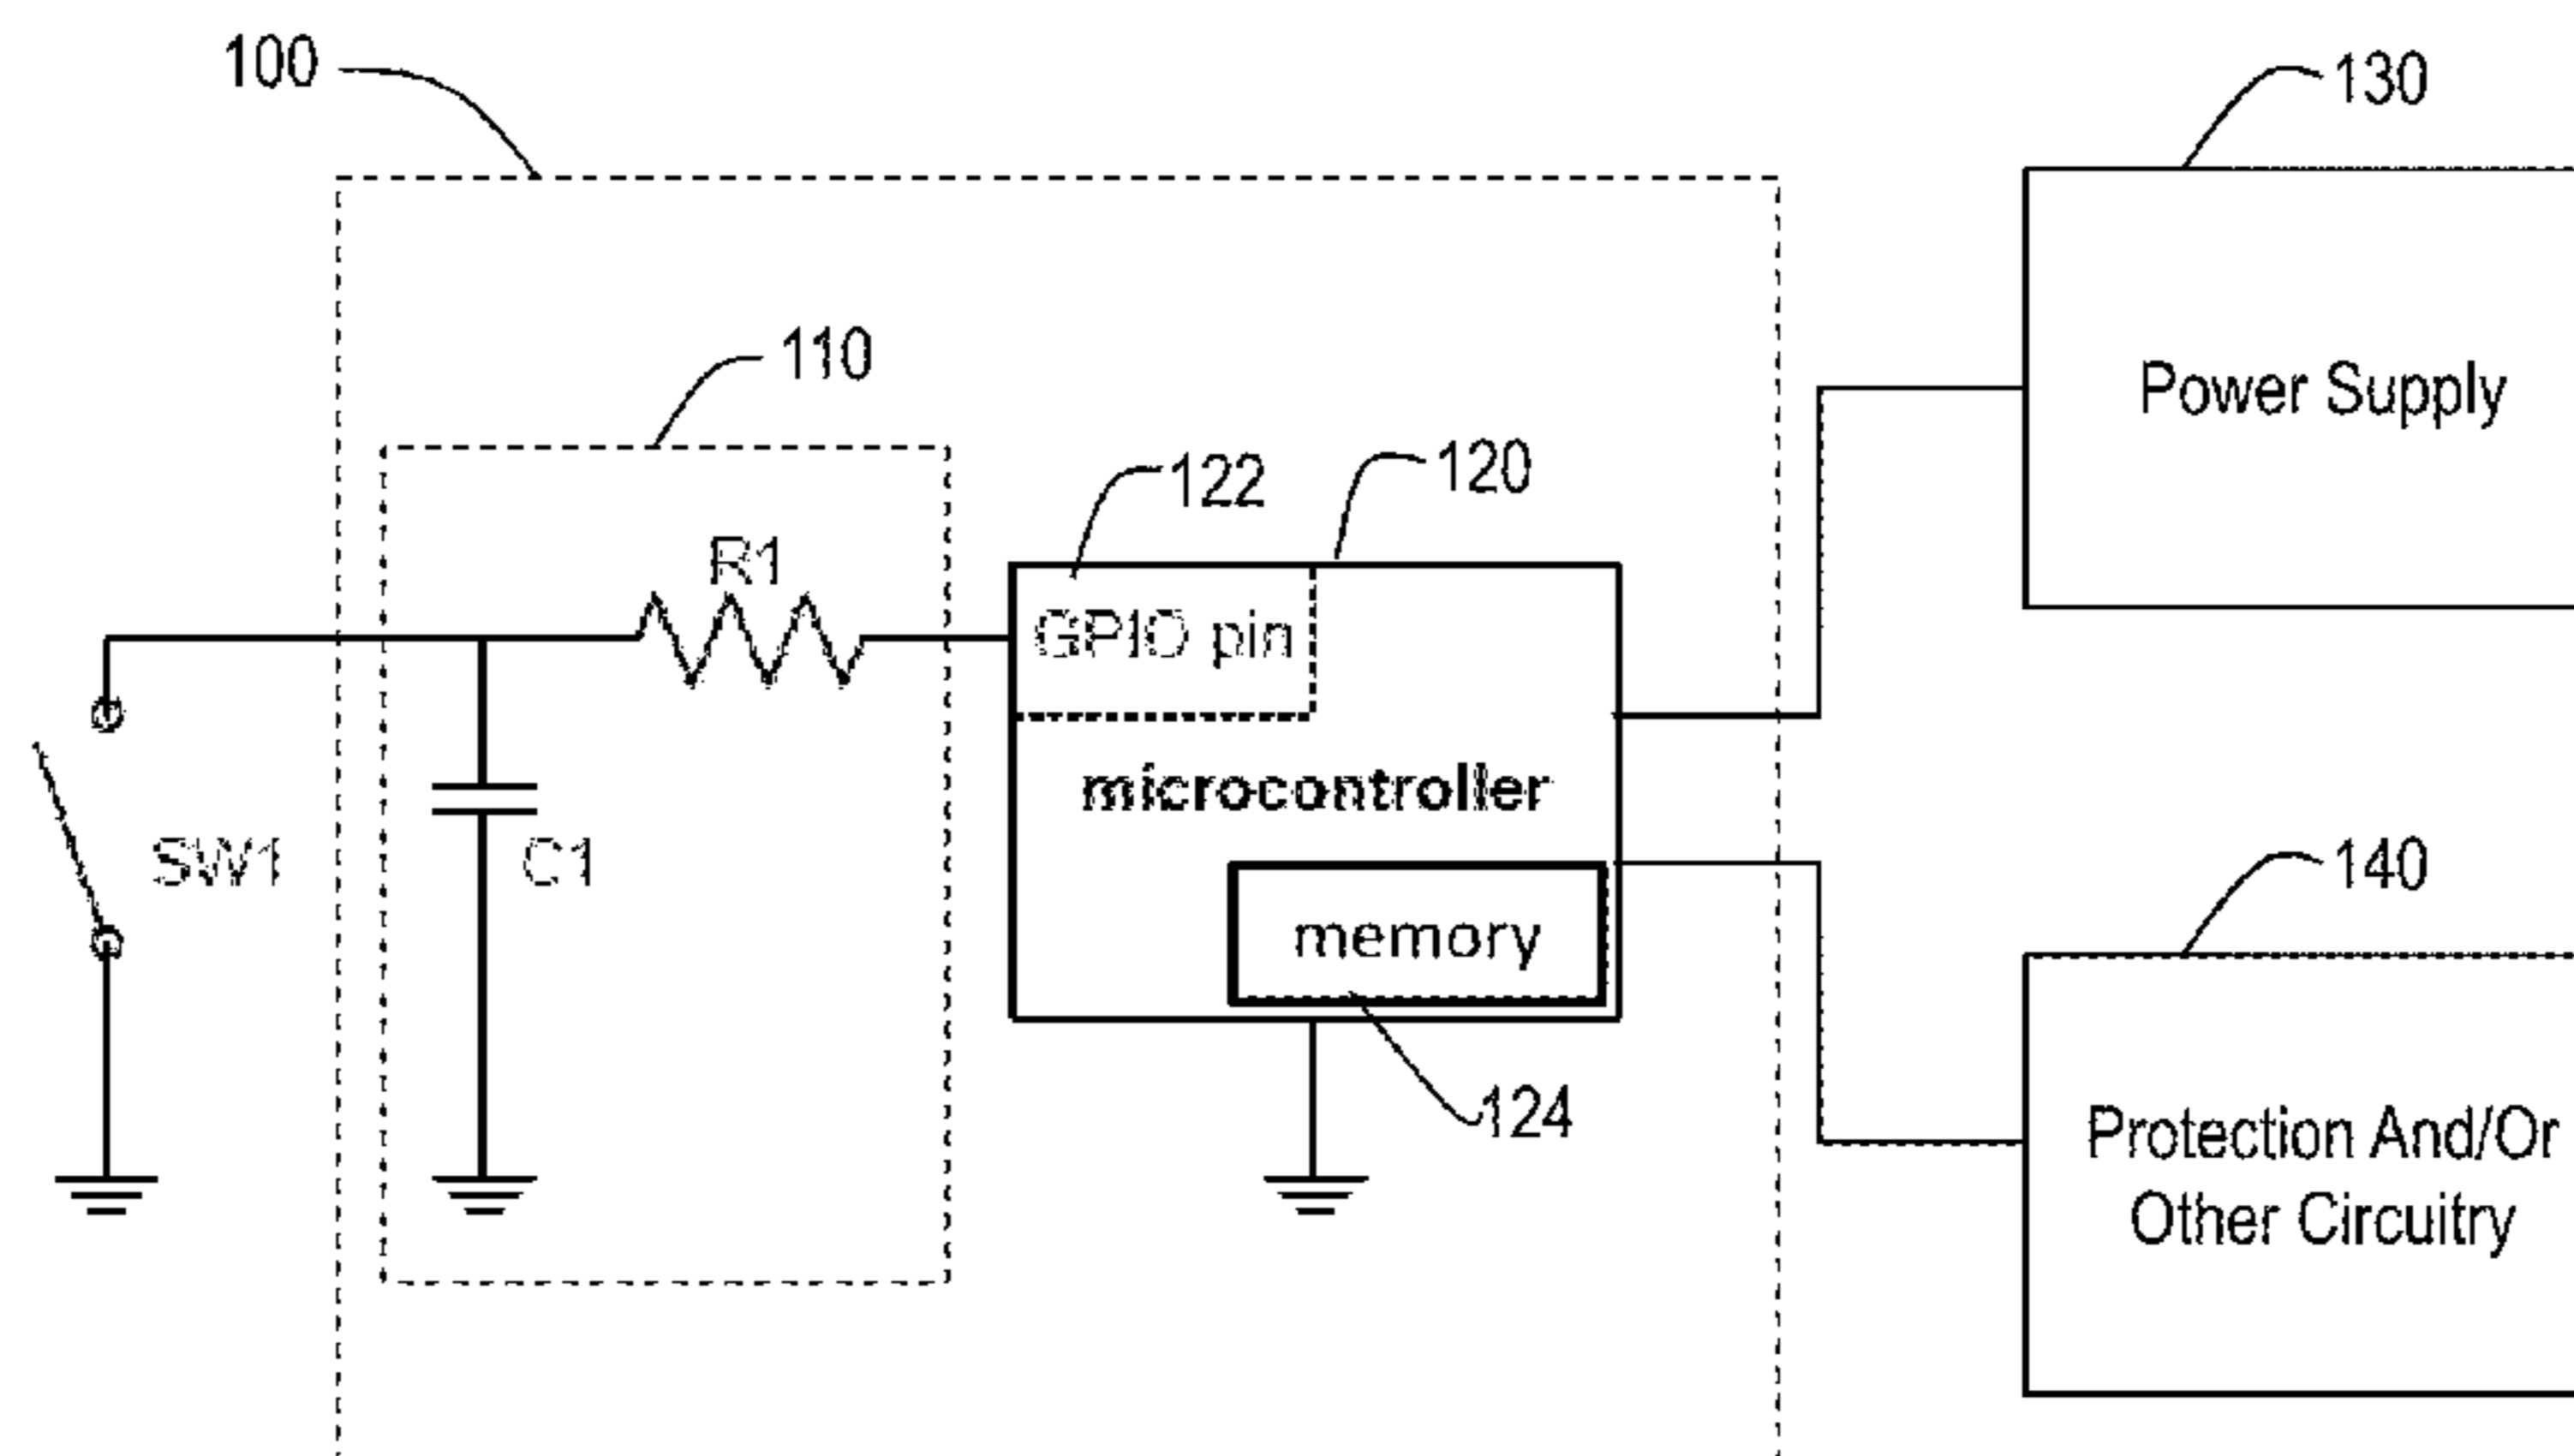 100
130
110
Power Supply
122
120
R1
GPIO pin
microcontroller
SW1
C1
140
memory
124
Protection And/Or
Other Circuitry